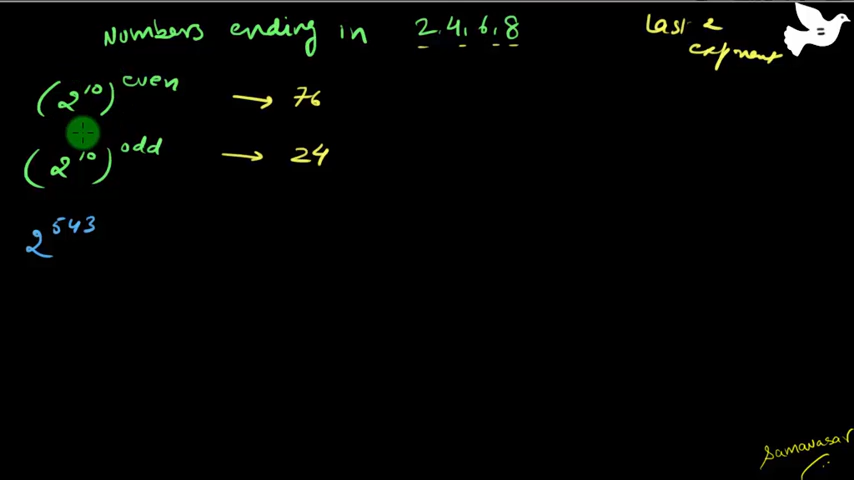 Numbers ending in 2,4,6,8
Last 2
exponent
(2^10)^even → 76
(2^10)^odd → 24
2^543
Samavasar